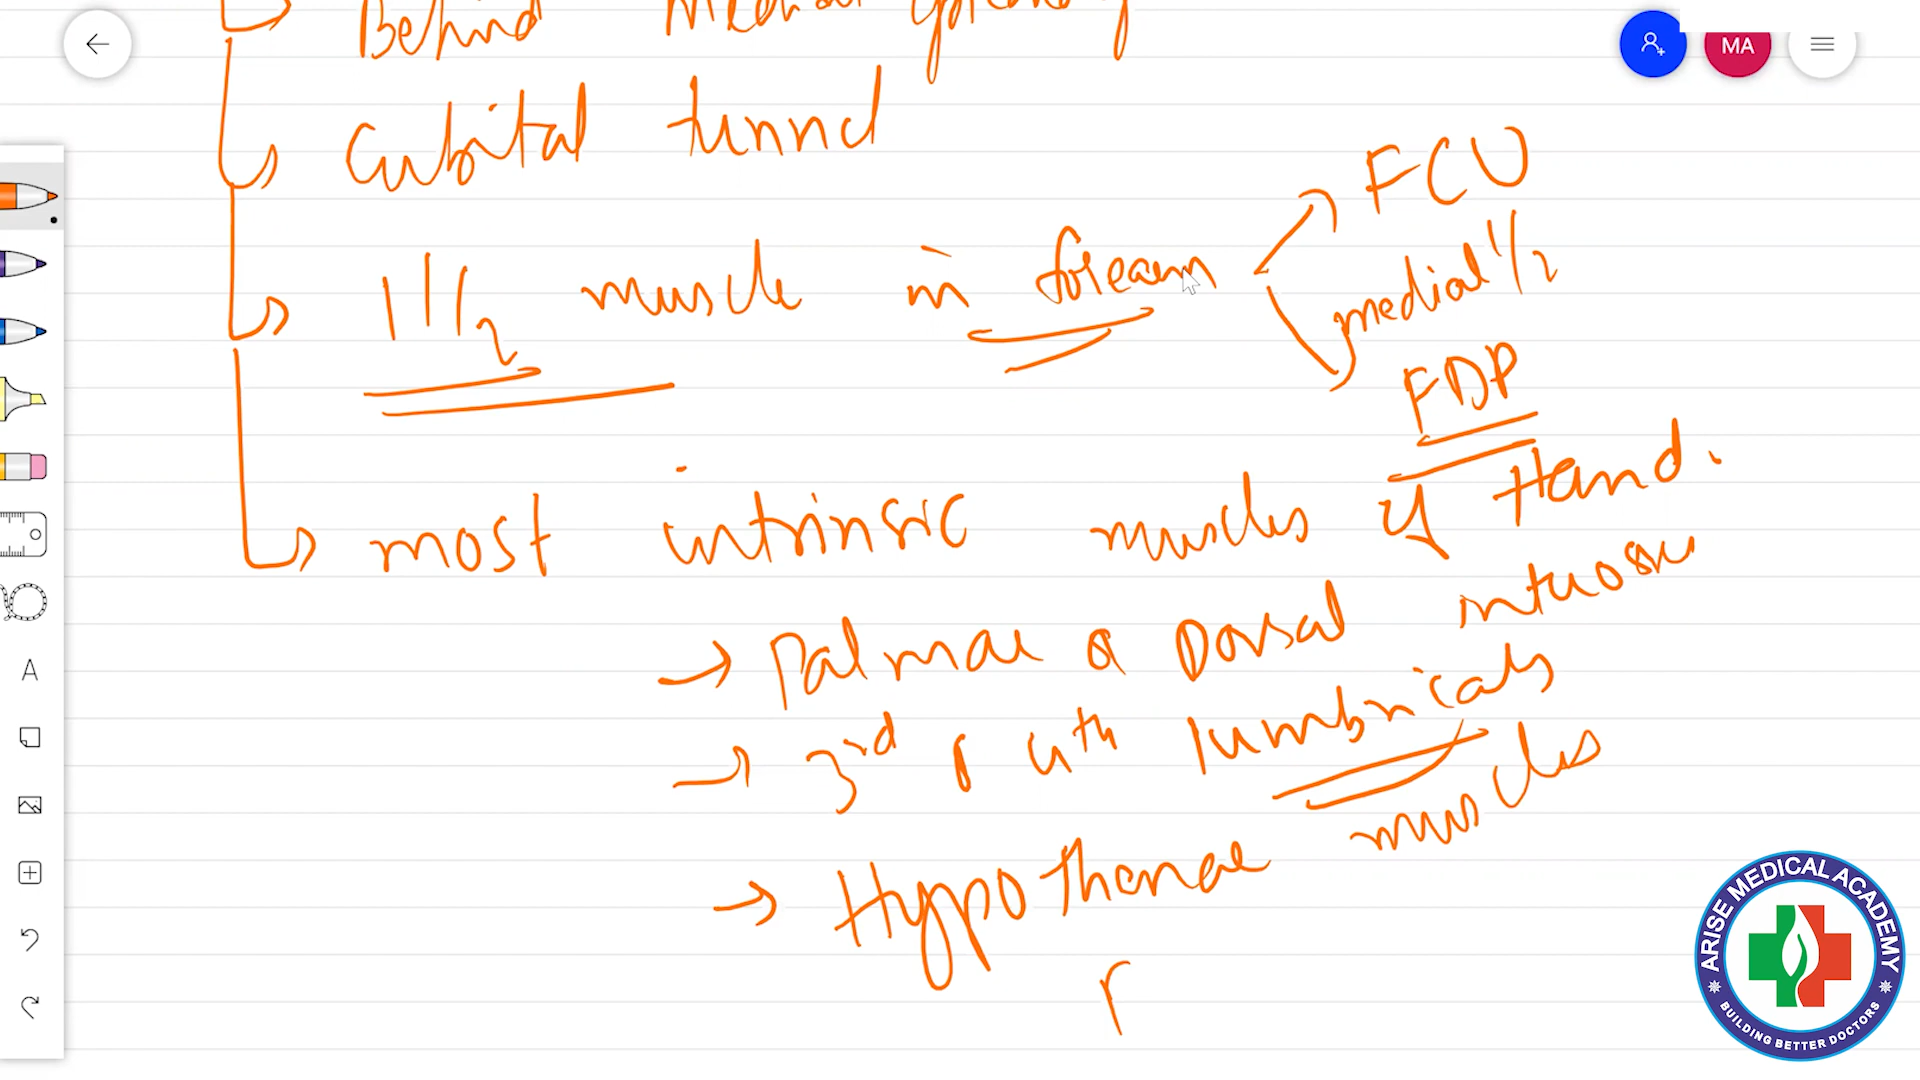 Behind Medial
MA
Cubital tunnel
FCU
1 1/2 muscle in forearm
medial 1/2
FDP
most intrinsic muscles of Hand.
→ Palmar & Dorsal interossei
→ 3rd & 4th lumbricals
→ Hypothenar muscles
A
ARISE MEDICAL ACADEMY
BUILDING BETTER DOCTORS